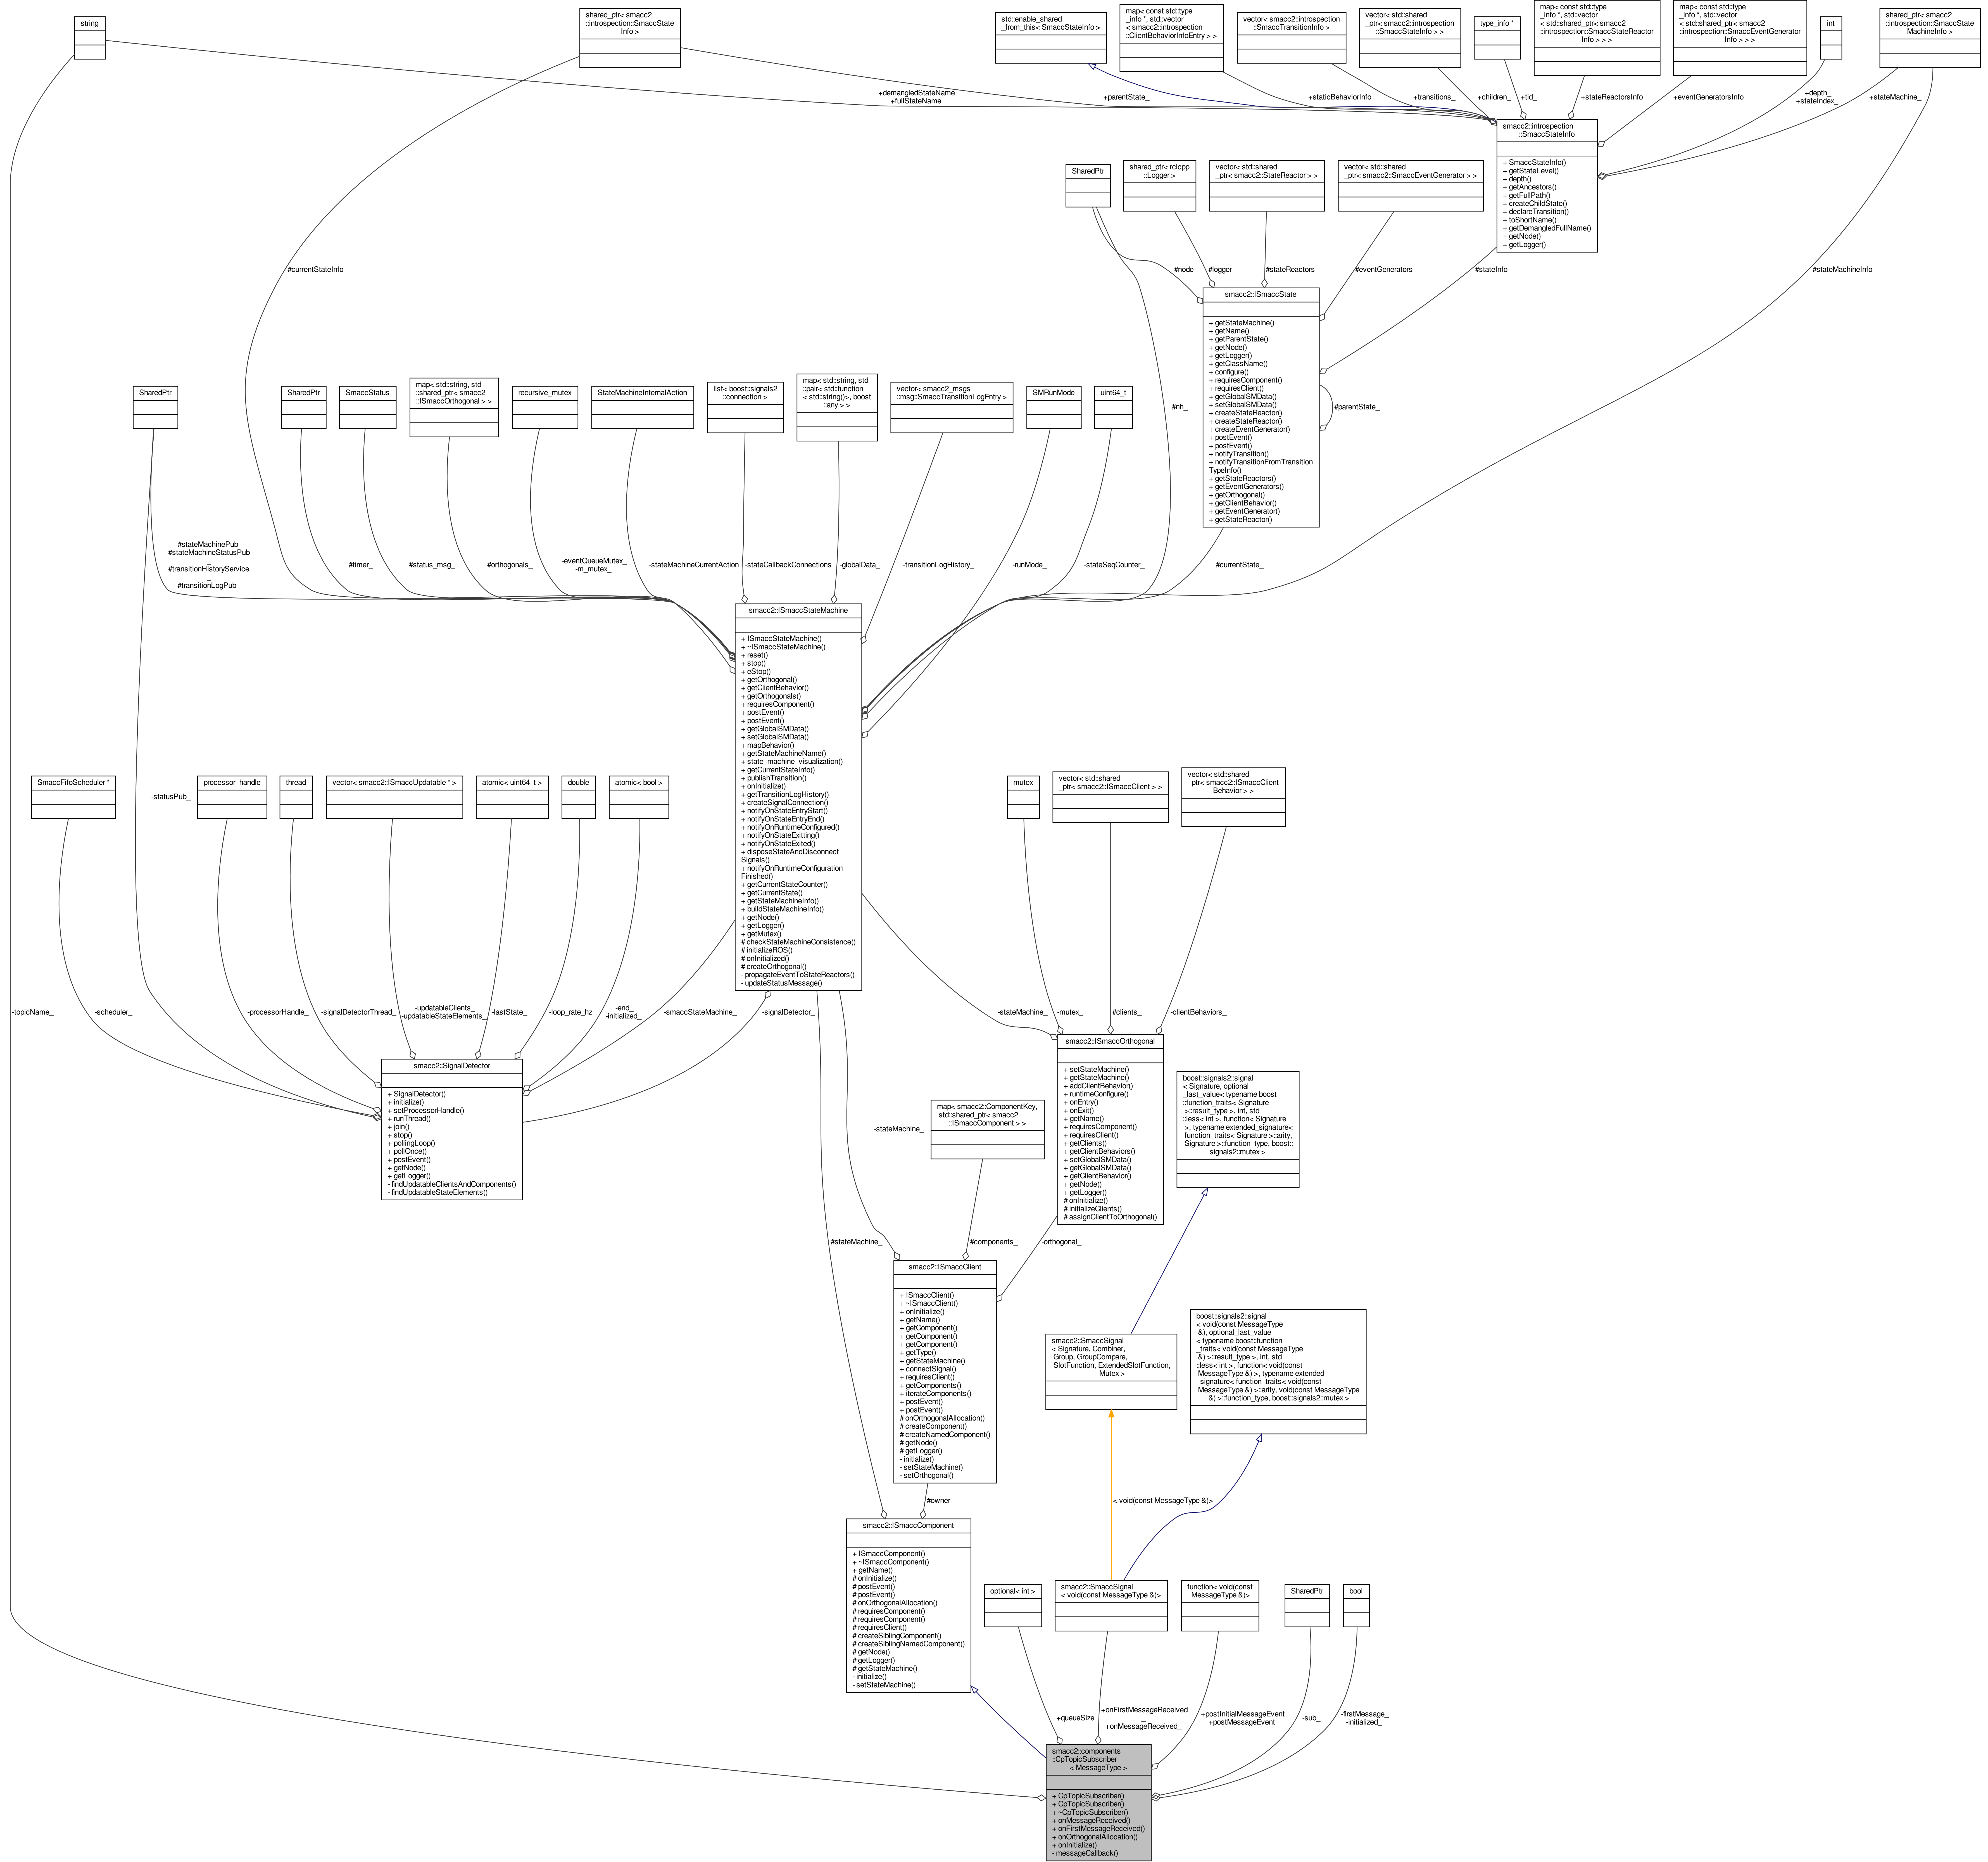 string
shared_ptr< smacc2
::introspection::SmaccState
Info >
std::enable_shared
_from_this< SmaccStateInfo >
map< const std::type
_info *, std::vector
< smacc2::introspection
::ClientBehaviorInfoEntry > >
vector< smacc2::introspection
::SmaccTransitionInfo >
vector< std::shared
_ptr< smacc2::introspection
::SmaccStateInfo > >
type_info *
map< const std::type
_info *, std::vector
< std::shared_ptr< smacc2
::introspection::SmaccStateReactor
Info > > >
map< const std::type
_info *, std::vector
< std::shared_ptr< smacc2
::introspection::SmaccEventGenerator
Info > > >
int
shared_ptr< smacc2
::introspection::SmaccState
MachineInfo >
+demangledStateName
+fullStateName
+parentState_
+staticBehaviorInfo
+transitions_
+children_
+tid_
+stateReactorsInfo
+eventGeneratorsInfo
+depth_
+stateIndex_
+stateMachine_
smacc2::introspection
::SmaccStateInfo
+ SmaccStateInfo()
+ getStateLevel()
+ depth()
+ getAncestors()
+ getFullPath()
+ createChildState()
+ declareTransition()
+ toShortName()
+ getDemangledFullName()
+ getNode()
+ getLogger()
SharedPtr
shared_ptr< rclcpp
::Logger >
vector< std::shared
_ptr< smacc2::StateReactor > >
vector< std::shared
_ptr< smacc2::SmaccEventGenerator > >
#currentStateInfo_
#node_
#logger_
#stateReactors_
#eventGenerators_
#stateInfo_
#stateMachineInfo_
smacc2::ISmaccState
+ getStateMachine()
+ getName()
+ getParentState()
+ getNode()
+ getLogger()
+ getClassName()
+ configure()
+ requiresComponent()
+ requiresClient()
+ getGlobalSMData()
+ setGlobalSMData()
+ createStateReactor()
+ createStateReactor()
+ createEventGenerator()
+ postEvent()
+ postEvent()
+ notifyTransition()
+ notifyTransitionFromTransition
TypeInfo()
+ getStateReactors()
+ getEventGenerators()
+ getOrthogonal()
+ getClientBehavior()
+ getEventGenerator()
+ getStateReactor()
#parentState_
#nh_
SharedPtr
SharedPtr
SmaccStatus
map< std::string, std
::shared_ptr< smacc2
::ISmaccOrthogonal > >
recursive_mutex
StateMachineInternalAction
list< boost::signals2
::connection >
map< std::string, std
::pair< std::function
< std::string()>, boost
::any > >
vector< smacc2_msgs
::msg::SmaccTransitionLogEntry >
SMRunMode
uint64_t
#stateMachinePub_
#stateMachineStatusPub
_
#transitionHistoryService
_
#transitionLogPub_
#timer_
#status_msg_
#orthogonals_
-eventQueueMutex_
-m_mutex_
-stateMachineCurrentAction
-stateCallbackConnections
-globalData_
-transitionLogHistory_
-runMode_
-stateSeqCounter_
#currentState_
smacc2::ISmaccStateMachine
+ ISmaccStateMachine()
+ ~ISmaccStateMachine()
+ reset()
+ stop()
+ eStop()
+ getOrthogonal()
+ getClientBehavior()
+ getOrthogonals()
+ requiresComponent()
+ postEvent()
+ postEvent()
+ getGlobalSMData()
+ setGlobalSMData()
+ mapBehavior()
+ getStateMachineName()
+ state_machine_visualization()
+ getCurrentStateInfo()
+ publishTransition()
+ onInitialize()
+ getTransitionLogHistory()
+ createSignalConnection()
+ notifyOnStateEntryStart()
+ notifyOnStateEntryEnd()
+ notifyOnRuntimeConfigured()
+ notifyOnStateExitting()
+ notifyOnStateExited()
+ disposeStateAndDisconnect
Signals()
+ notifyOnRuntimeConfiguration
Finished()
+ getCurrentStateCounter()
+ getCurrentState()
+ getStateMachineInfo()
+ buildStateMachineInfo()
+ getNode()
+ getLogger()
+ getMutex()
# checkStateMachineConsistence()
# initializeROS()
# onInitialized()
# createOrthogonal()
- propagateEventToStateReactors()
- updateStatusMessage()
SmaccFifoScheduler *
-statusPub_
processor_handle
thread
vector< smacc2::ISmaccUpdatable * >
atomic< uint64_t >
double
atomic< bool >
mutex
vector< std::shared
_ptr< smacc2::ISmaccClient > >
vector< std::shared
_ptr< smacc2::ISmaccClient
Behavior > >
-topicName_
-scheduler_
-processorHandle_
-signalDetectorThread_
-updatableClients_
-updatableStateElements_
-lastState_
-loop_rate_hz
-end_
-initialized_
-smaccStateMachine_
-signalDetector_
-stateMachine_
-mutex_
#clients_
-clientBehaviors_
smacc2::SignalDetector
+ SignalDetector()
+ initialize()
+ setProcessorHandle()
+ runThread()
+ join()
+ stop()
+ pollingLoop()
+ pollOnce()
+ postEvent()
+ getNode()
+ getLogger()
- findUpdatableClientsAndComponents()
- findUpdatableStateElements()
smacc2::ISmaccOrthogonal
+ setStateMachine()
+ getStateMachine()
+ addClientBehavior()
+ runtimeConfigure()
+ onEntry()
+ onExit()
+ getName()
+ requiresComponent()
+ requiresClient()
+ getClients()
+ getClientBehaviors()
+ setGlobalSMData()
+ getGlobalSMData()
+ getClientBehavior()
+ getNode()
+ getLogger()
# onInitialize()
# initializeClients()
# assignClientToOrthogonal()
boost::signals2::signal
< Signature, optional
_last_value< typename boost
::function_traits< Signature
>::result_type >, int, std
::less< int >, function< Signature
>, typename extended_signature<
function_traits< Signature >::arity,
Signature >::function_type, boost::
signals2::mutex >
-stateMachine_
map< smacc2::ComponentKey,
std::shared_ptr< smacc2
::ISmaccComponent > >
#stateMachine_
#components_
-orthogonal_
smacc2::ISmaccClient
+ ISmaccClient()
+ ~ISmaccClient()
+ onInitialize()
+ getName()
+ getComponent()
+ getComponent()
+ getComponent()
+ getType()
+ getStateMachine()
+ connectSignal()
+ requiresClient()
+ getComponents()
+ iterateComponents()
+ postEvent()
+ postEvent()
# onOrthogonalAllocation()
# createComponent()
# createNamedComponent()
# getNode()
# getLogger()
- initialize()
- setStateMachine()
- setOrthogonal()
smacc2::SmaccSignal
< Signature, Combiner,
Group, GroupCompare,
SlotFunction, ExtendedSlotFunction,
Mutex >
boost::signals2::signal
< void(const MessageType
&), optional_last_value
< typename boost::function
_traits< void(const MessageType
&) >::result_type >, int, std
::less< int >, function< void(const
MessageType &) >, typename extended
_signature< function_traits< void(const
MessageType &) >::arity, void(const MessageType
&) >::function_type, boost::signals2::mutex >
#owner_
< void(const MessageType &)>
smacc2::ISmaccComponent
+ ISmaccComponent()
+ ~ISmaccComponent()
+ getName()
# onInitialize()
# postEvent()
# postEvent()
# onOrthogonalAllocation()
# requiresComponent()
# requiresComponent()
# requiresClient()
# createSiblingComponent()
# createSiblingNamedComponent()
# getNode()
# getLogger()
# getStateMachine()
- initialize()
- setStateMachine()
optional< int >
smacc2::SmaccSignal
< void(const MessageType &)>
function< void(const
MessageType &)>
SharedPtr
bool
+queueSize
+onFirstMessageReceived
_
+onMessageReceived_
+postInitialMessageEvent
+postMessageEvent
-sub_
-firstMessage_
-initialized_
smacc2::components
::CpTopicSubscriber
< MessageType >
+ CpTopicSubscriber()
+ CpTopicSubscriber()
+ ~CpTopicSubscriber()
+ onMessageReceived()
+ onFirstMessageReceived()
+ onOrthogonalAllocation()
+ onInitialize()
- messageCallback()